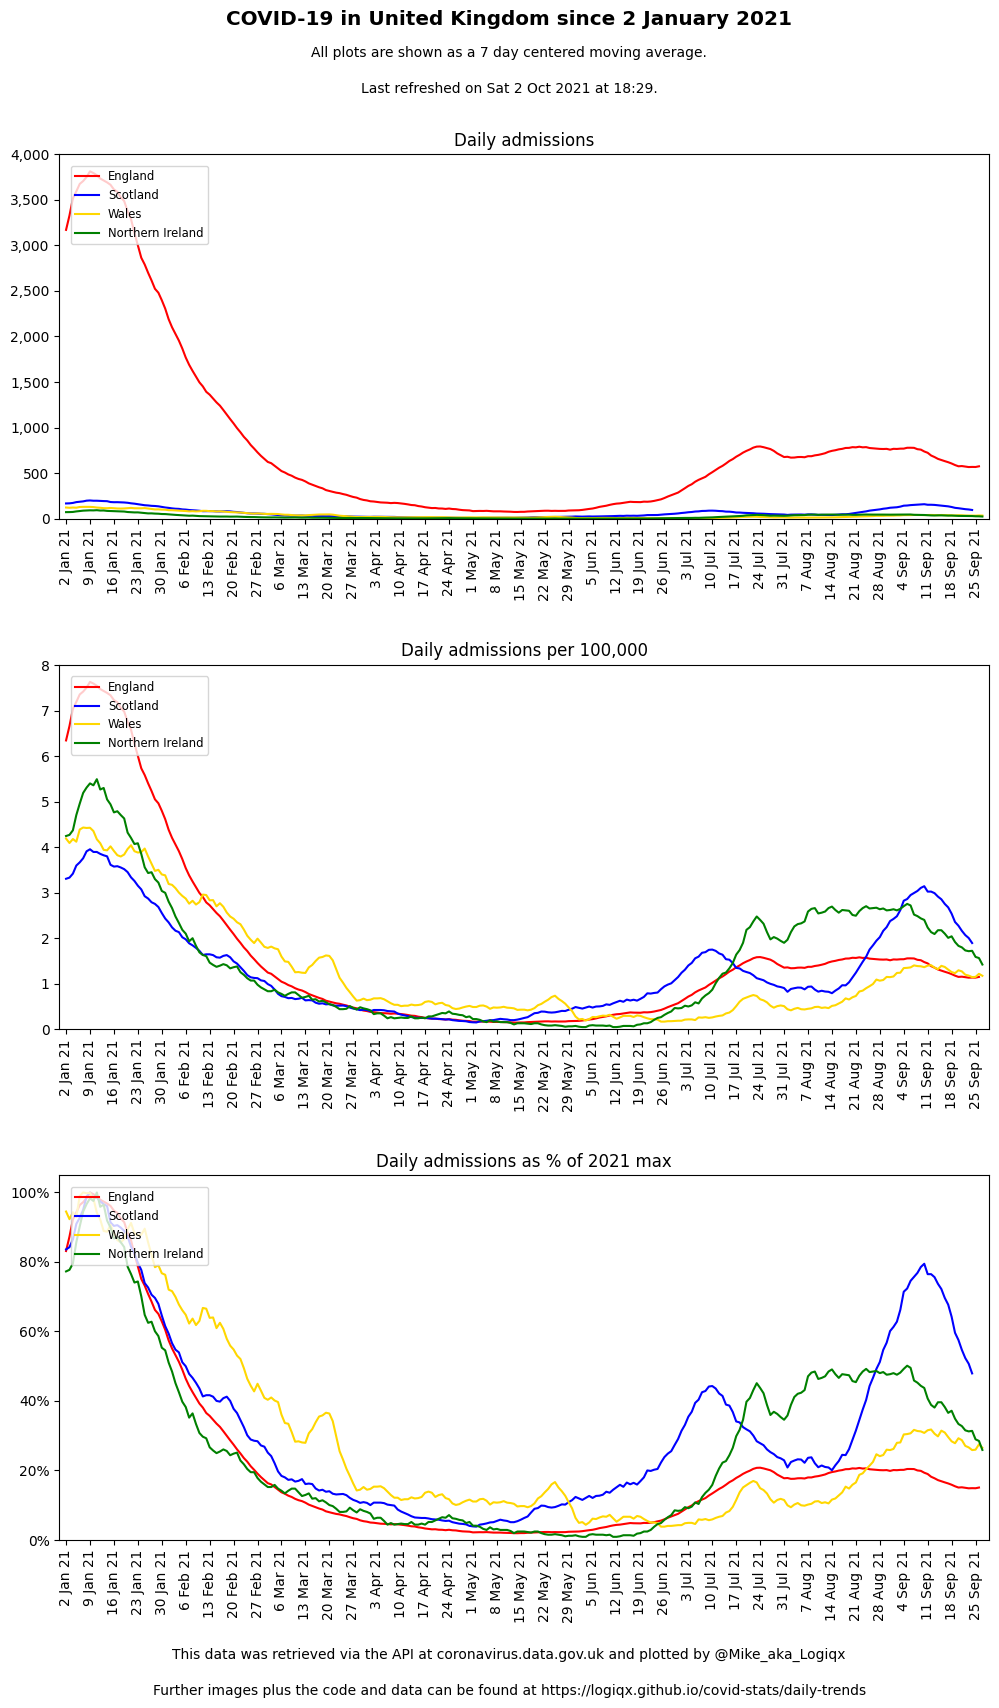 COVID-19 in United Kingdom since 2 January 2021
All plots are shown as a 7 day centered moving average.
Last refreshed on Sat 2 Oct 2021 at 18:29.
Daily admissions
4,000
3,500
3,000
2,500
2,000
1,500
1,000
500
0
England
Scotland
Wales
Northern Ireland
2 Jan 21
9 Jan 21
16 Jan 21
23 Jan 21
30 Jan 21
6 Feb 21
13 Feb 21
20 Feb 21
27 Feb 21
6 Mar 21
13 Mar 21
20 Mar 21
27 Mar 21
3 Apr 21
10 Apr 21
17 Apr 21
24 Apr 21
1 May 21
8 May 21
15 May 21
22 May 21
29 May 21
5 Jun 21
12 Jun 21
19 Jun 21
26 Jun 21
3 Jul 21
10 Jul 21
17 Jul 21
24 Jul 21
31 Jul 21
7 Aug 21
14 Aug 21
21 Aug 21
28 Aug 21
4 Sep 21
11 Sep 21
18 Sep 21
25 Sep 21
Daily admissions per 100,000
8
7
6
5
4
3
2
1
0
England
Scotland
Wales
Northern Ireland
2 Jan 21
9 Jan 21
16 Jan 21
23 Jan 21
30 Jan 21
6 Feb 21
13 Feb 21
20 Feb 21
27 Feb 21
6 Mar 21
13 Mar 21
20 Mar 21
27 Mar 21
3 Apr 21
10 Apr 21
17 Apr 21
24 Apr 21
1 May 21
8 May 21
15 May 21
22 May 21
29 May 21
5 Jun 21
12 Jun 21
19 Jun 21
26 Jun 21
3 Jul 21
10 Jul 21
17 Jul 21
24 Jul 21
31 Jul 21
7 Aug 21
14 Aug 21
21 Aug 21
28 Aug 21
4 Sep 21
11 Sep 21
18 Sep 21
25 Sep 21
Daily admissions as % of 2021 max
100%
80%
60%
40%
20%
0%
England
Scotland
Wales
Northern Ireland
2 Jan 21
9 Jan 21
16 Jan 21
23 Jan 21
30 Jan 21
6 Feb 21
13 Feb 21
20 Feb 21
27 Feb 21
6 Mar 21
13 Mar 21
20 Mar 21
27 Mar 21
3 Apr 21
10 Apr 21
17 Apr 21
24 Apr 21
1 May 21
8 May 21
15 May 21
22 May 21
29 May 21
5 Jun 21
12 Jun 21
19 Jun 21
26 Jun 21
3 Jul 21
10 Jul 21
17 Jul 21
24 Jul 21
31 Jul 21
7 Aug 21
14 Aug 21
21 Aug 21
28 Aug 21
4 Sep 21
11 Sep 21
18 Sep 21
25 Sep 21
This data was retrieved via the API at coronavirus.data.gov.uk and plotted by @Mike_aka_Logiqx
Further images plus the code and data can be found at https://logiqx.github.io/covid-stats/daily-trends